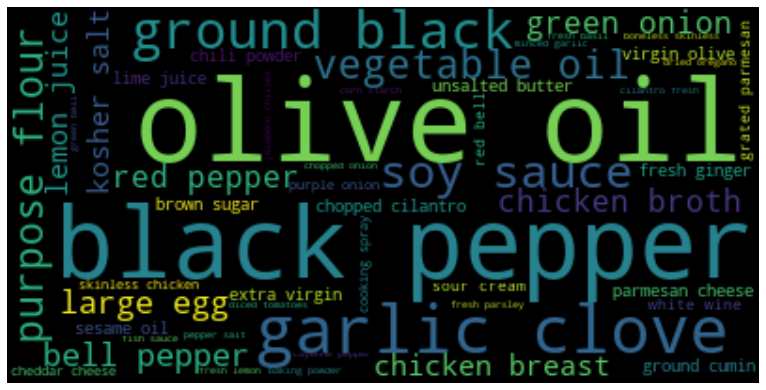 ground black
green onion
fresh basil
boneless skinless
minced garlic
chili powder
vegetable oil
virgin olive
dried oregano
lime juice
unsalted butter
corn starch
cilantro fresh
purpose flour
lemon juice
kosher salt
green bell
jalapeno chilies
olive oil
red bell
grated parmesan
chopped onion
red pepper
purple onion
soy sauce
fresh ginger
brown sugar
chopped cilantro
chicken broth
black pepper
cooking spray
skinless chicken
sour cream
large egg
extra virgin
diced tomatoes
fresh parsley
parmesan cheese
white wine
sesame oil
fish sauce
pepper salt
garlic clove
bell pepper
cayenne pepper
chicken breast
ground cumin
cheddar cheese
fresh lemon
baking powder